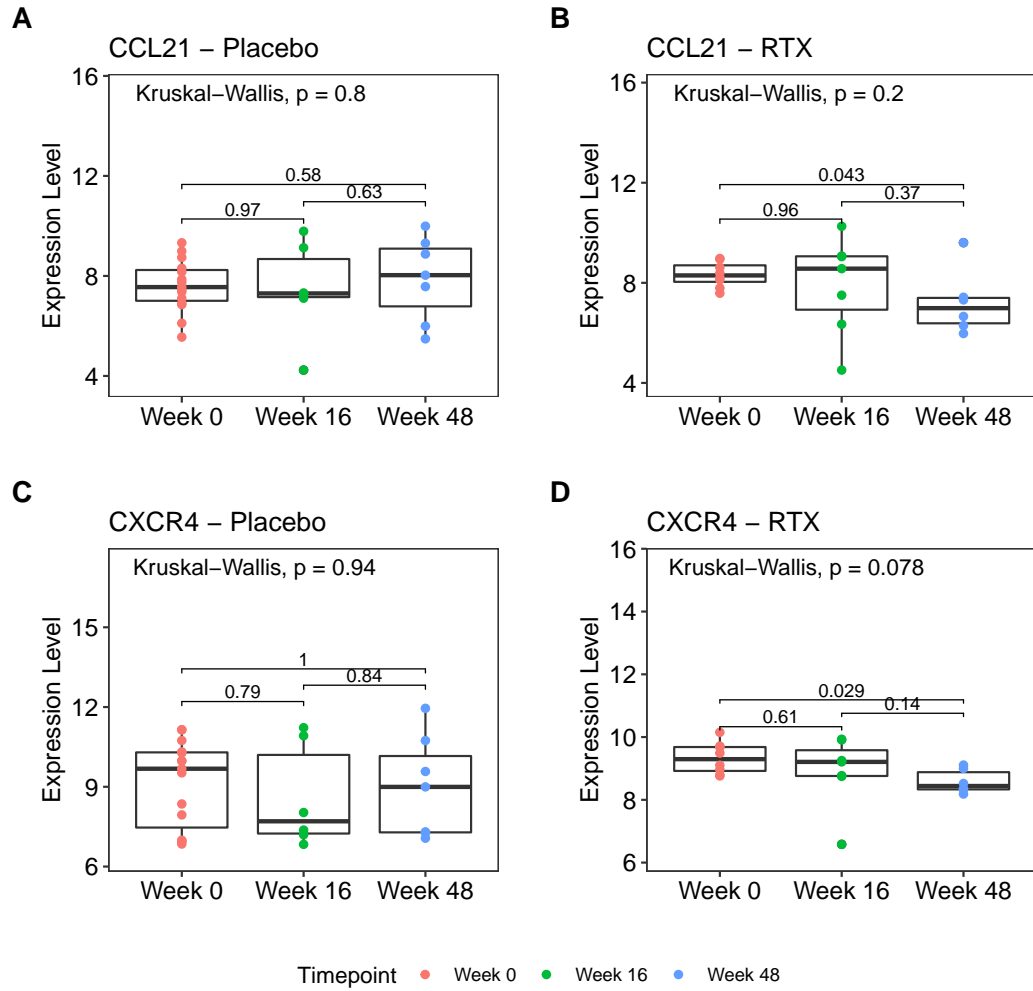 A
CCL21 – Placebo
Expression Level
16
12
8
4
Kruskal–Wallis, p = 0.8
0.58
0.63
0.97
Week 0 Week 16 Week 48
B
CCL21 – RTX
Expression Level
16
12
8
4
Kruskal–Wallis, p = 0.2
0.043
0.37
0.96
Week 0 Week 16 Week 48
C
CXCR4 – Placebo
Expression Level
15
12
9
6
Kruskal–Wallis, p = 0.94
1
0.84
0.79
Week 0 Week 16 Week 48
D
CXCR4 – RTX
Expression Level
16
14
12
10
8
6
Kruskal–Wallis, p = 0.078
0.029
0.14
0.61
Week 0 Week 16 Week 48
Timepoint Week 0 Week 16 Week 48